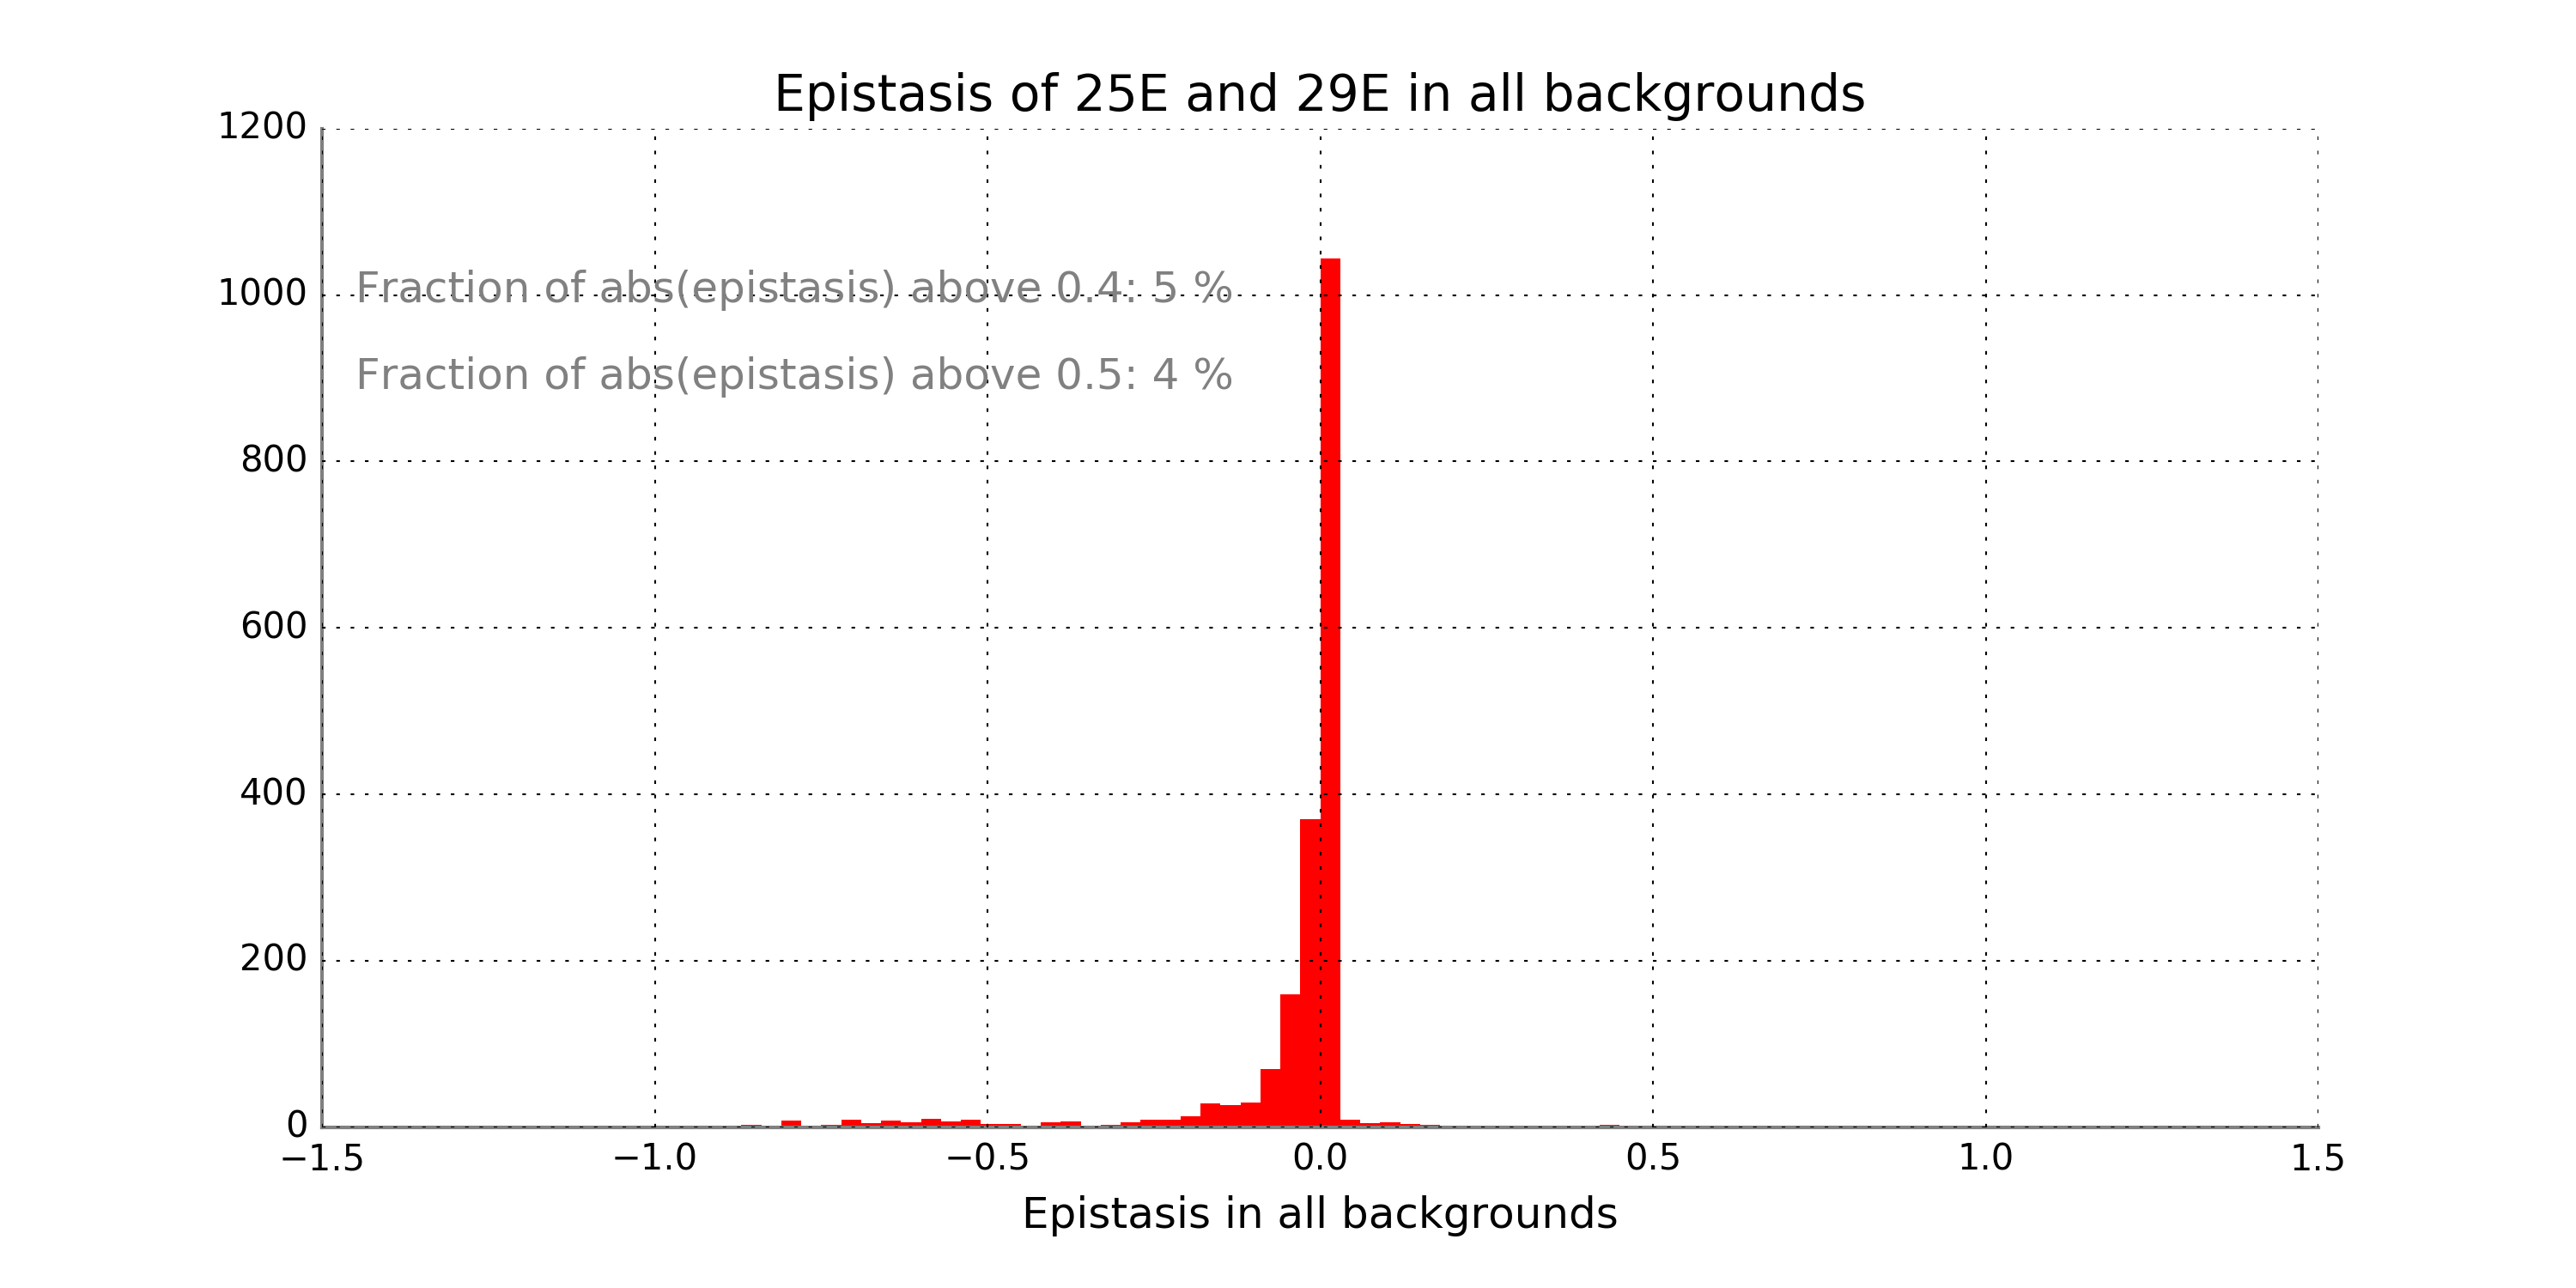 Epistasis of 25E and 29E in all backgrounds
1200
1000
Fraction of abs(epistasis) above 0.4: 5 %
Fraction of abs(epistasis) above 0.5: 4 %
800
600
400
200
0
−1.5 −1.0 −0.5 0.0 0.5 1.0 1.5
Epistasis in all backgrounds